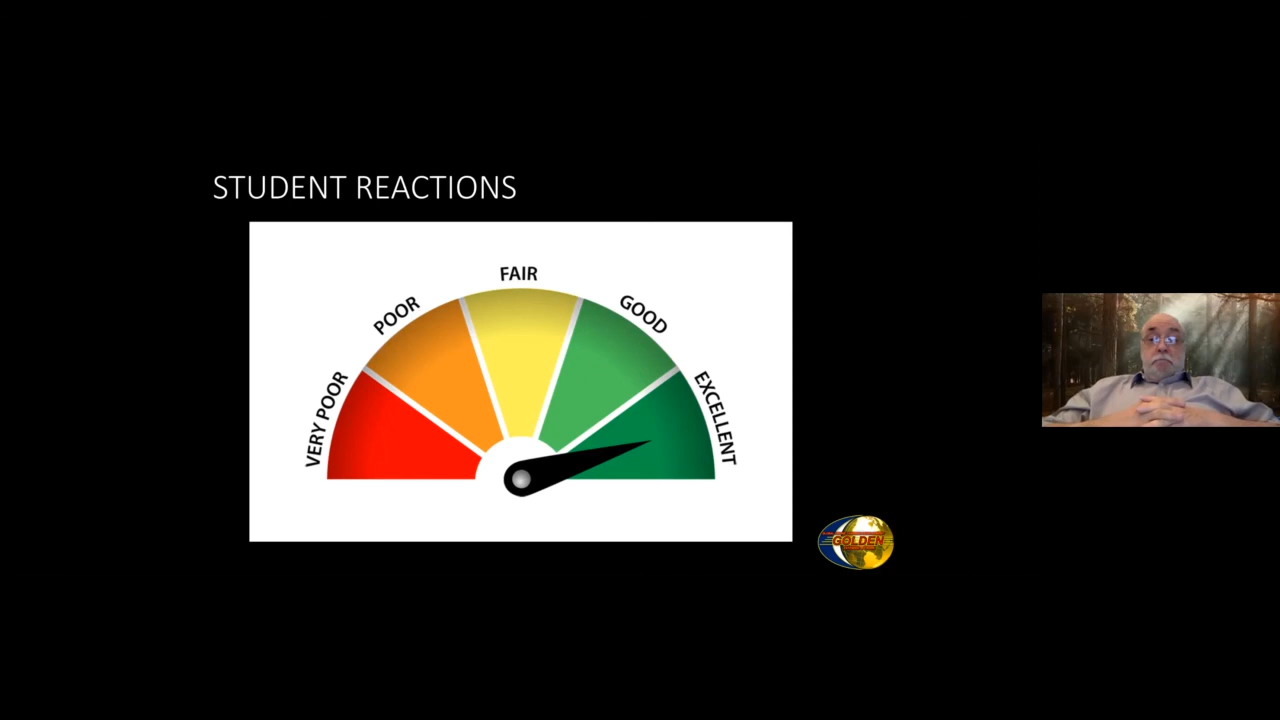 STUDENT REACTIONS
VERY POOR
POOR
FAIR
GOOD
EXCELLENT
GOLDEN